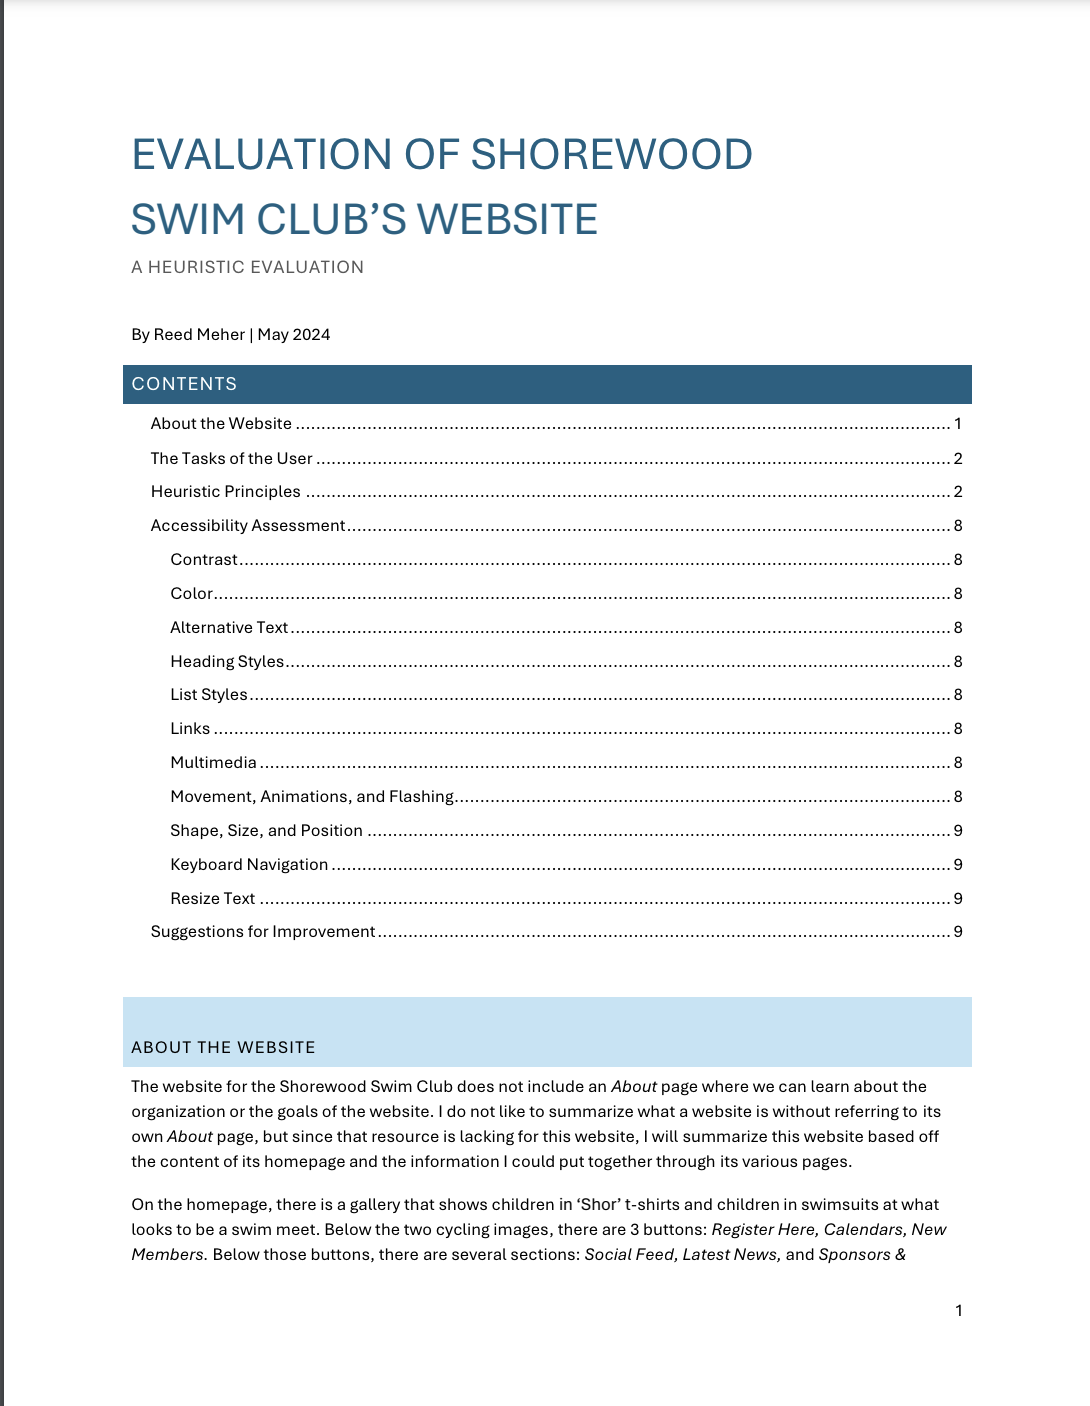 EVALUATION OF SHOREWOOD
SWIM CLUB’S WEBSITE
A HEURISTIC EVALUATION
By Reed Meher | May 2024
CONTENTS
About the Website ........................................ 1
The Tasks of the User ........................................ 2
Heuristic Principles ........................................ 2
Accessibility Assessment ........................................ 8
Contrast ........................................ 8
Color ........................................ 8
Alternative Text ........................................ 8
Heading Styles ........................................ 8
List Styles ........................................ 8
Links ........................................ 8
Multimedia ........................................ 8
Movement, Animations, and Flashing ........................................ 8
Shape, Size, and Position ........................................ 9
Keyboard Navigation ........................................ 9
Resize Text ........................................ 9
Suggestions for Improvement ........................................ 9
ABOUT THE WEBSITE
The website for the Shorewood Swim Club does not include an About page where we can learn about the
organization or the goals of the website. I do not like to summarize what a website is without referring to its
own About page, but since that resource is lacking for this website, I will summarize this website based off
the content of its homepage and the information I could put together through its various pages.
On the homepage, there is a gallery that shows children in ‘Shor’ t-shirts and children in swimsuits at what
looks to be a swim meet. Below the two cycling images, there are 3 buttons: Register Here, Calendars, New
Members. Below those buttons, there are several sections: Social Feed, Latest News, and Sponsors &
1